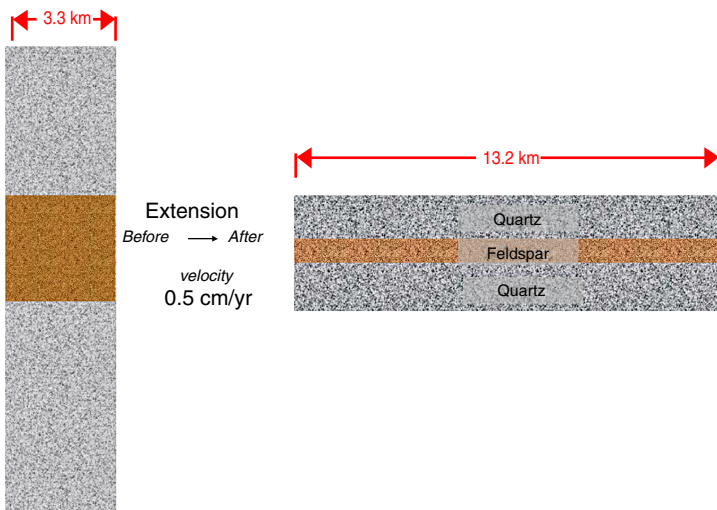 3.3 km
13.2 km
Extension
Before After
velocity
0.5 cm/yr
Quartz
Feldspar
Quartz